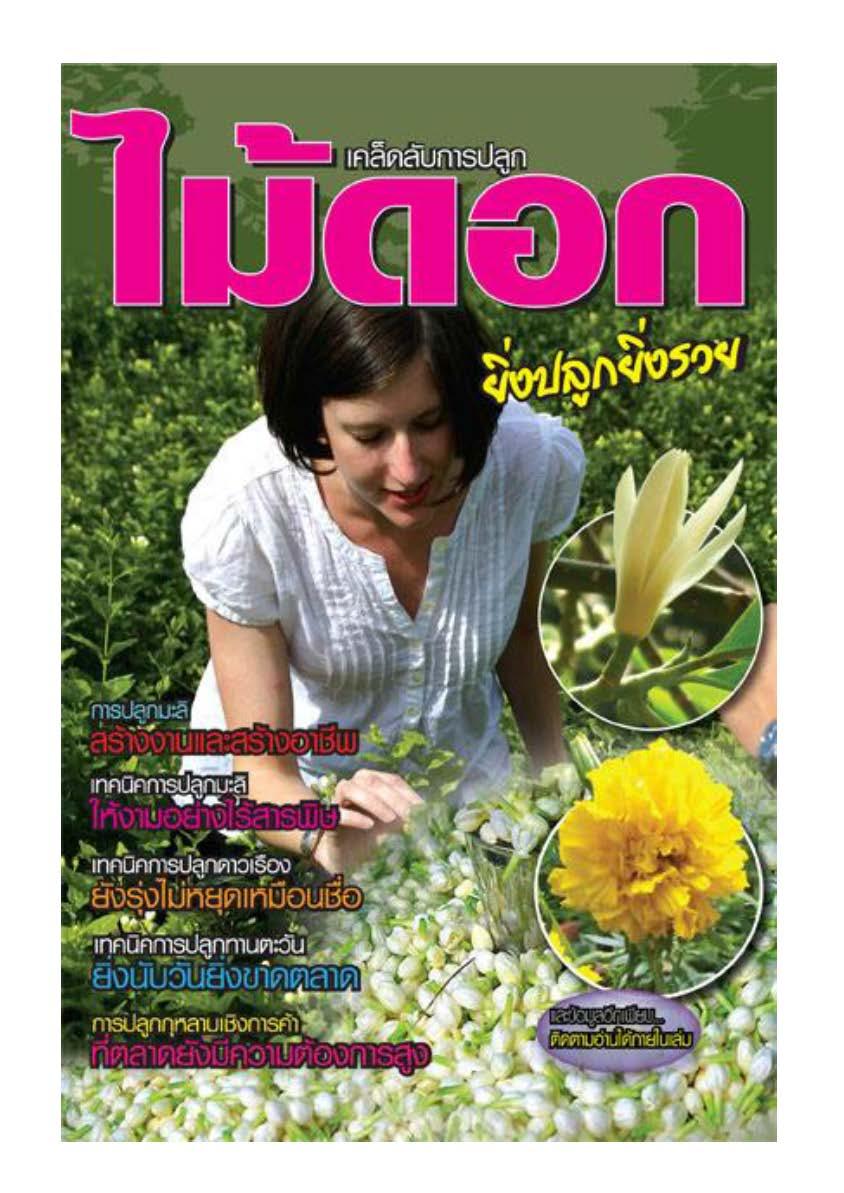 เคล็ดลับการปลูก
ไม้ดอก
ยิ่งปลูกยิ่งรวย
การปลูกมะลิ
สร้างงานและสร้างอาชีพ
เทคนิคการปลูกมะลิ
ให้งามอย่างไร้สารพิษ
เทคนิคการปลูกดาวเรือง
ยังรุ่งไม่หยุดเหมือนชื่อ
เทคนิคการปลูกทานตะวัน
ยิ่งนับวันยิ่งขาดตลาด
การปลูกกุหลาบเชิงการค้า
ที่ตลาดยังมีความต้องการสูง
และข้อมูลอีกเพียบ...
ติดตามอ่านได้ภายในเล่ม